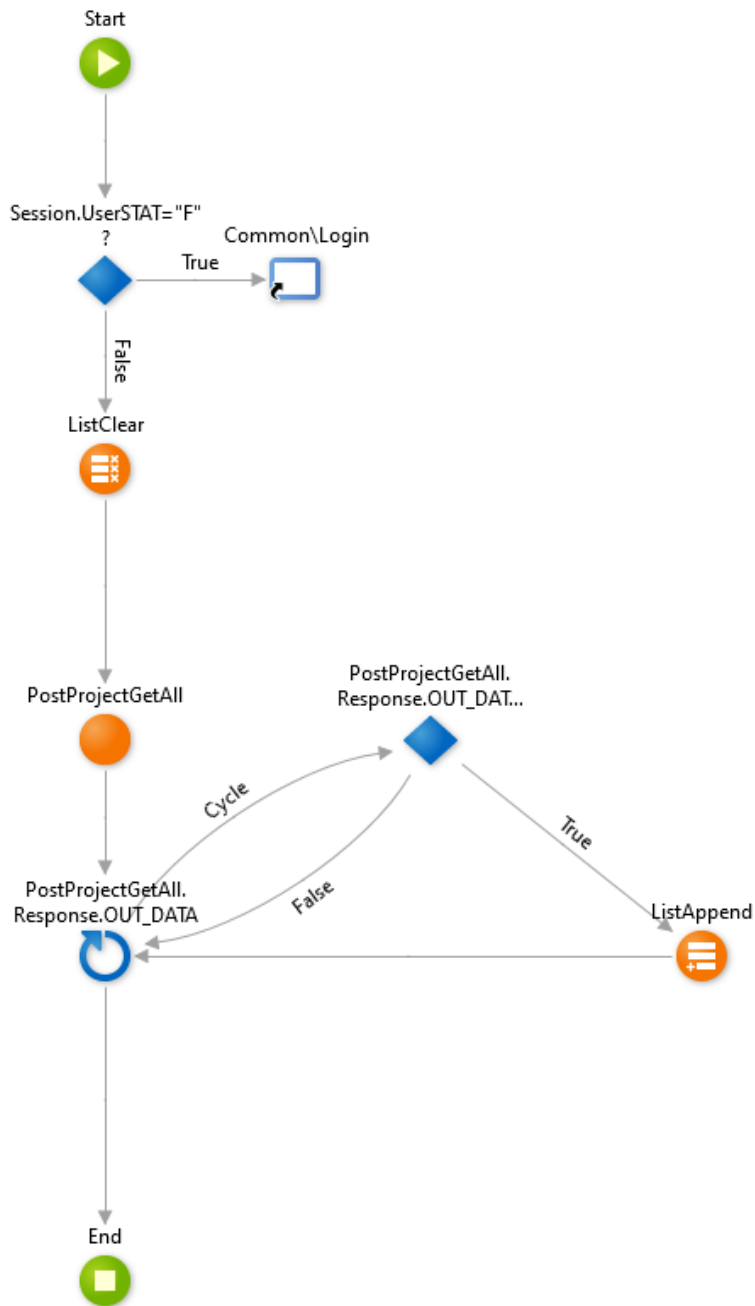 Start
Session.UserSTAT="F"
?
Common\Login
True
False
ListClear
PostProjectGetAll
PostProjectGetAll.
Response.OUT_DAT...
Cycle
False
True
PostProjectGetAll.
Response.OUT_DATA
ListAppend
End